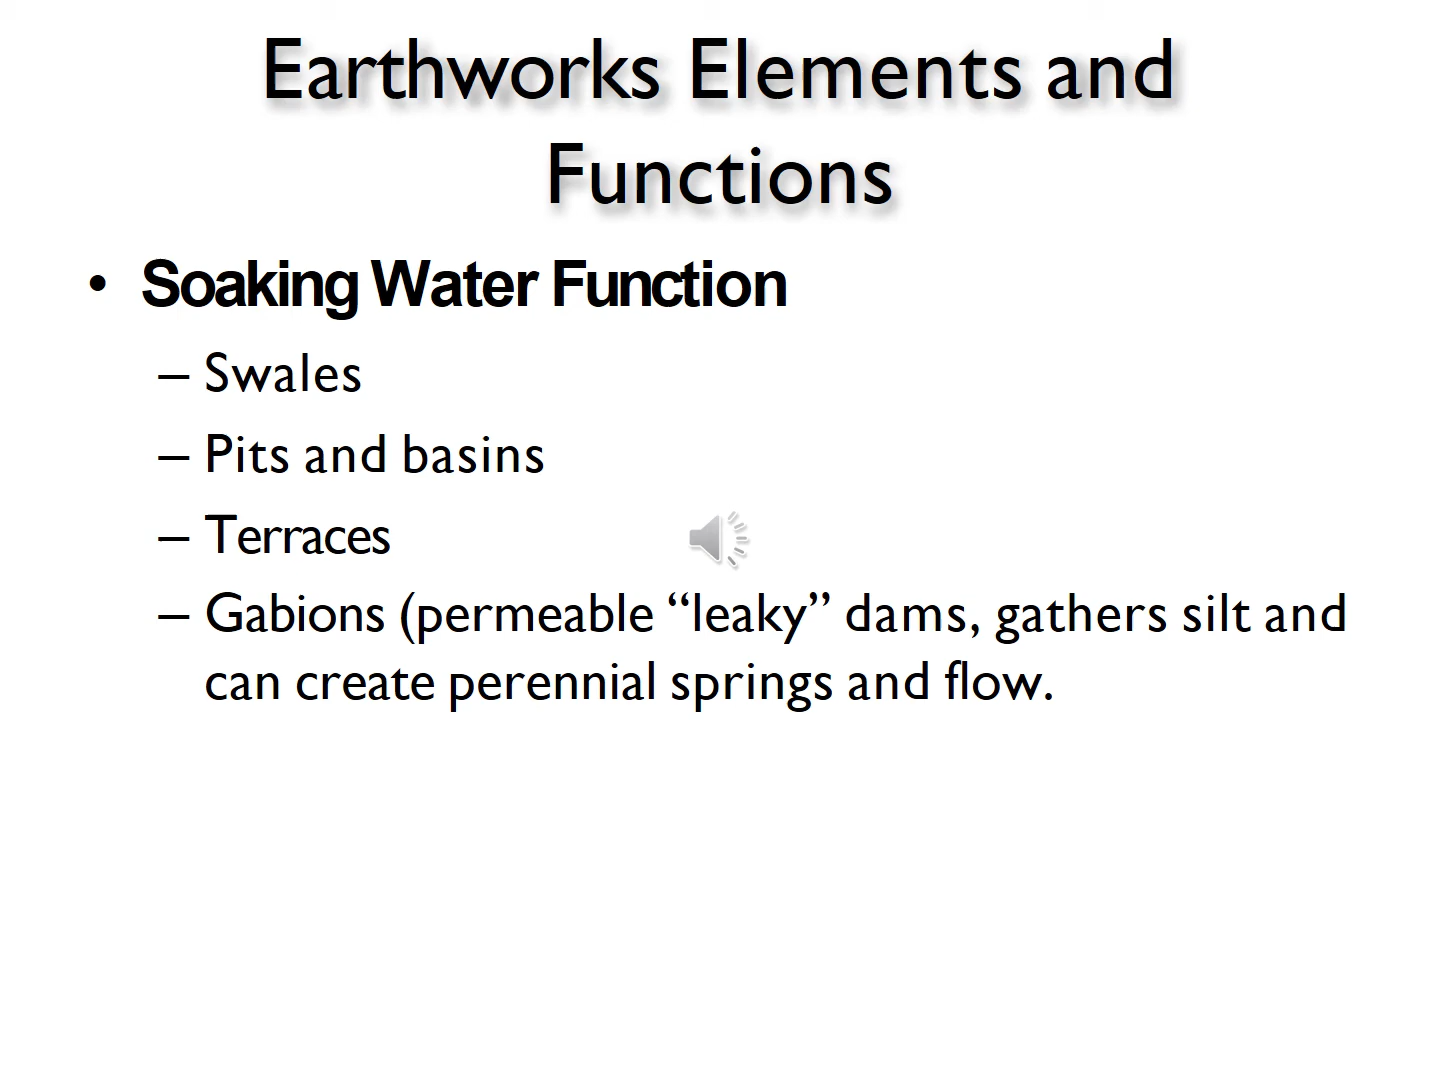 Earthworks Elements and
Functions
• Soaking Water Function
– Swales
– Pits and basins
– Terraces
– Gabions (permeable “leaky” dams, gathers silt and
can create perennial springs and flow.